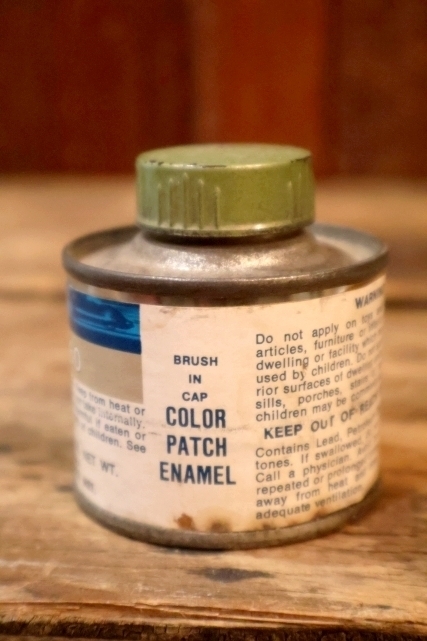 from heat or
internally.
if eaten or
of children. See
NET WT.
BRUSH
IN
CAP
COLOR
PATCH
ENAMEL
Do not apply on
articles, furniture
dwelling or facility
used by children. Do
rior surfaces of
sills, porches,
children may be
KEEP OUT OF
Contains Lead,
tones. If swallowed
Call a physician
repeated or prolonged
away from heat
adequate ventilation